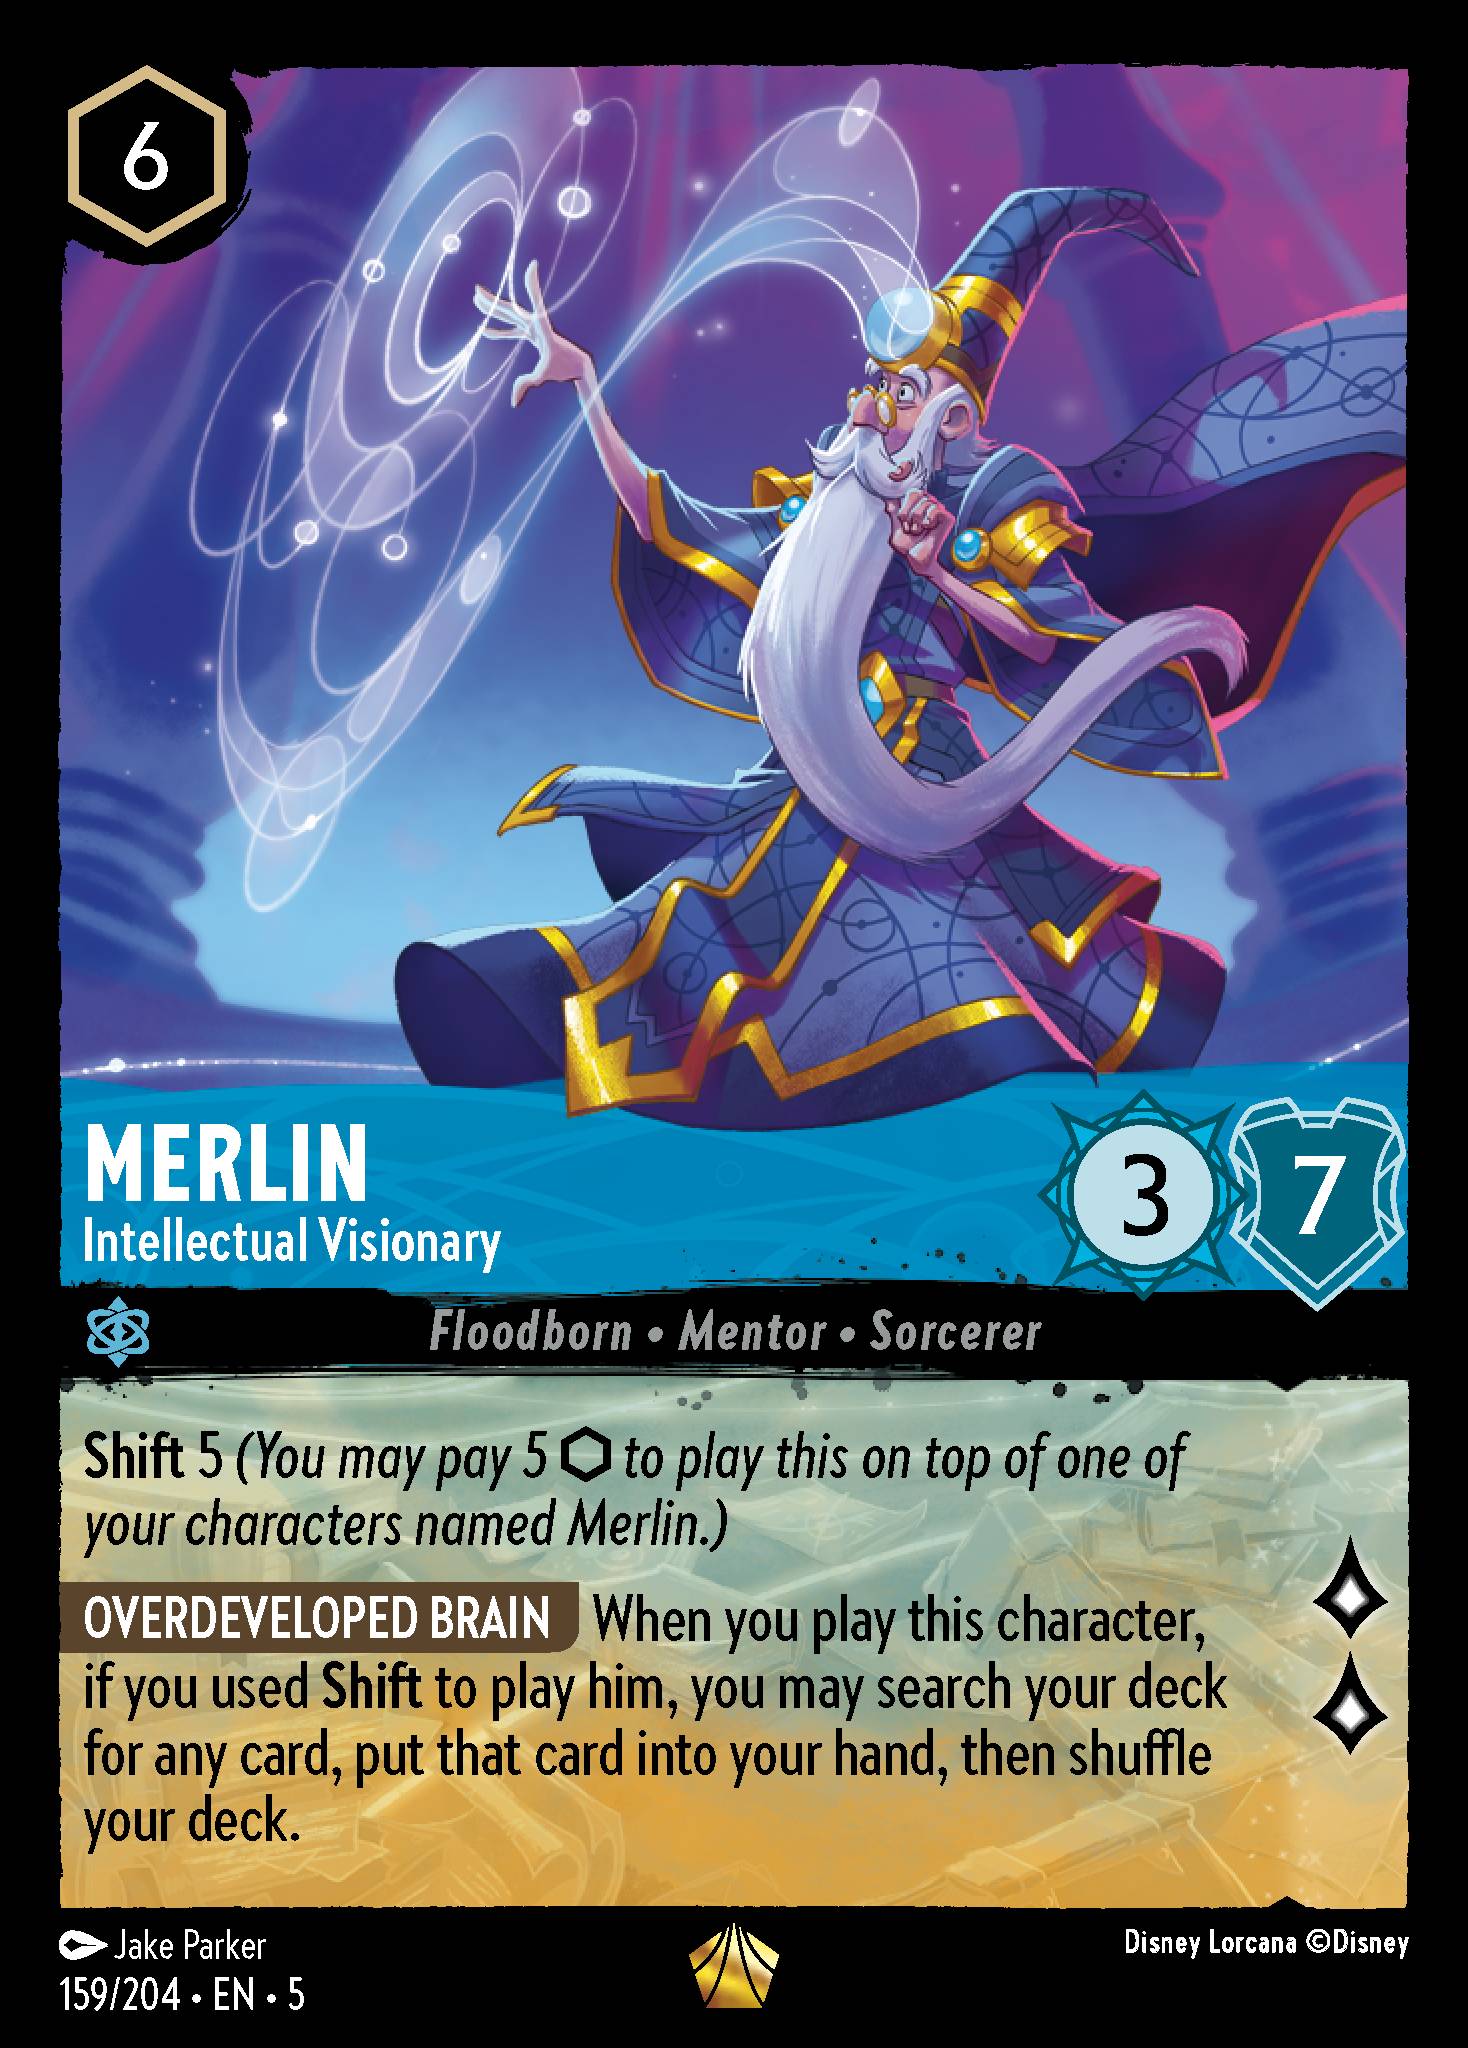 6
MERLIN
Intellectual Visionary
3
7
Floodborn • Mentor • Sorcerer
Shift 5 (You may pay 5 ⬡ to play this on top of one of
your characters named Merlin.)
OVERDEVELOPED BRAIN When you play this character,
if you used Shift to play him, you may search your deck
for any card, put that card into your hand, then shuffle
your deck.
Jake Parker
Disney Lorcana ©Disney
159/204 • EN • 5